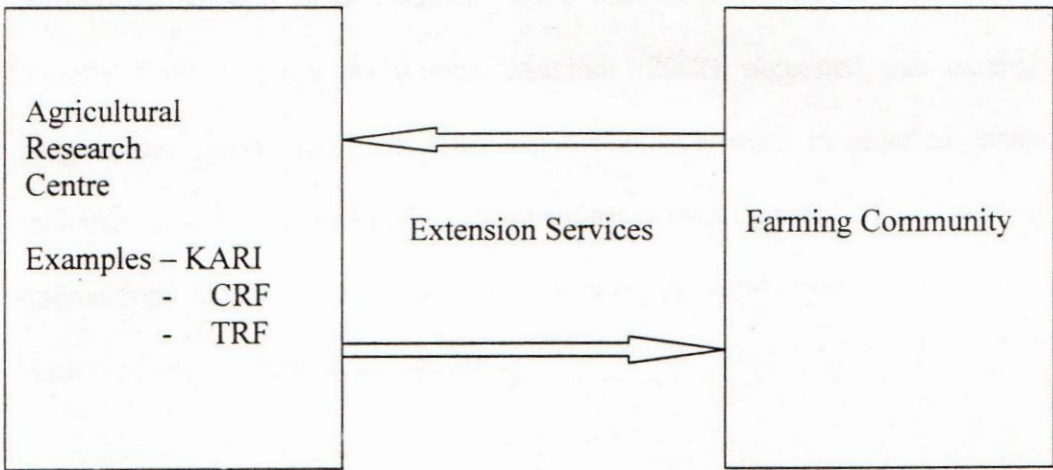 Agricultural
Research
Centre
Examples – KARI
- CRF
- TRF
Extension Services
Farming Community